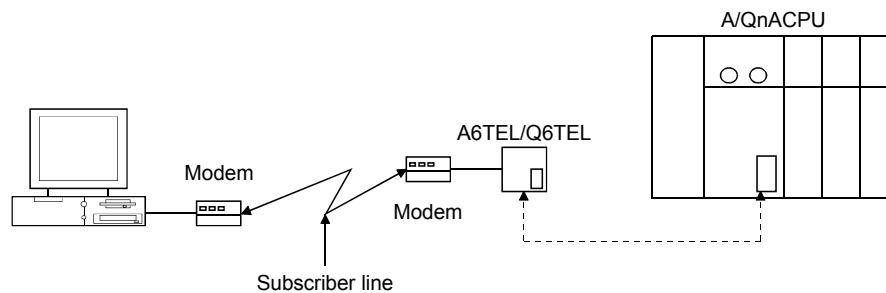 A/QnACPU
A6TEL/Q6TEL
Modem
Modem
Subscriber line